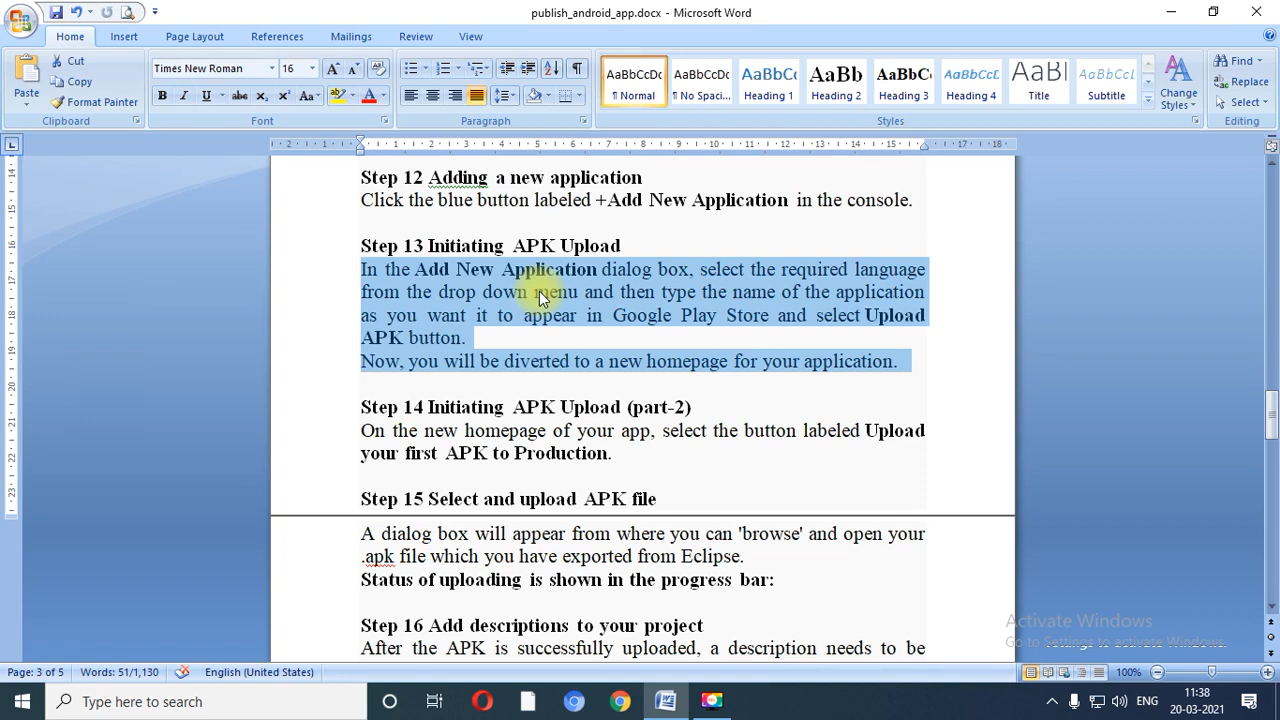 publish_android_app.docx - Microsoft Word
Home Insert Page Layout References Mailings Review View
Paste
Cut
Copy
Format Painter
Clipboard
Times New Roman 16
Font
Paragraph
AaBbCcDc AaBbCcDc AaBbC AaBb AaBbC AaBbCcL AaB AaBbCcL
¶ Normal ¶ No Spaci... Heading 1 Heading 2 Heading 3 Heading 4 Title Subtitle
Change
Styles
Styles
Find
Replace
Select
Editing
Step 12 Adding a new application
Click the blue button labeled +Add New Application in the console.
Step 13 Initiating APK Upload
In the Add New Application dialog box, select the required language
from the drop down menu and then type the name of the application
as you want it to appear in Google Play Store and select Upload
APK button.
Now, you will be diverted to a new homepage for your application.
Step 14 Initiating APK Upload (part-2)
On the new homepage of your app, select the button labeled Upload
your first APK to Production.
Step 15 Select and upload APK file
A dialog box will appear from where you can 'browse' and open your
.apk file which you have exported from Eclipse.
Status of uploading is shown in the progress bar:
Step 16 Add descriptions to your project
After the APK is successfully uploaded, a description needs to be
Activate Windows
Go to Settings to activate Windows.
Page: 3 of 5 Words: 51/1,130 English (United States) 100%
Type here to search
ENG
11:38
20-03-2021